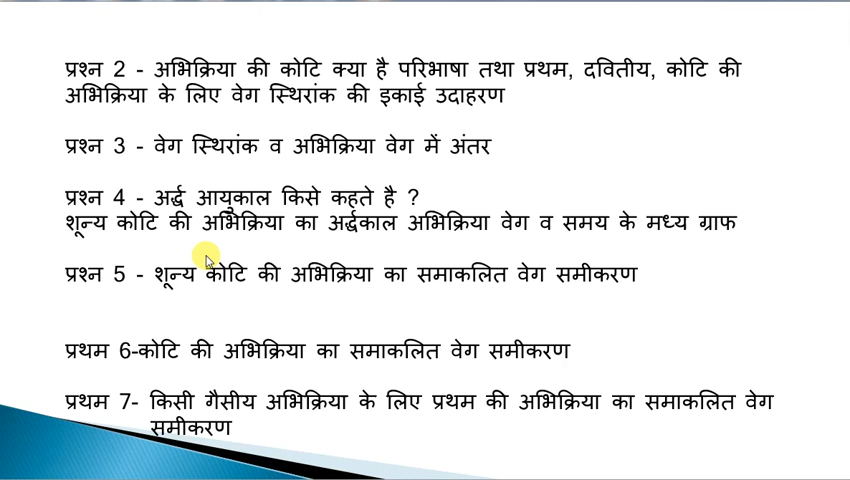 प्रश्न 2 - अभिक्रिया की कोटि क्या है परिभाषा तथा प्रथम, दवितीय, कोटि की
अभिक्रिया के लिए वेग स्थिरांक की इकाई उदाहरण
प्रश्न 3 - वेग स्थिरांक व अभिक्रिया वेग में अंतर
प्रश्न 4 - अर्द्ध आयुकाल किसे कहते है ?
शून्य कोटि की अभिक्रिया का अर्द्धकाल अभिक्रिया वेग व समय के मध्य ग्राफ
प्रश्न 5 - शून्य कोटि की अभिक्रिया का समाकलित वेग समीकरण
प्रथम 6-कोटि की अभिक्रिया का समाकलित वेग समीकरण
प्रथम 7- किसी गैसीय अभिक्रिया के लिए प्रथम की अभिक्रिया का समाकलित वेग
समीकरण